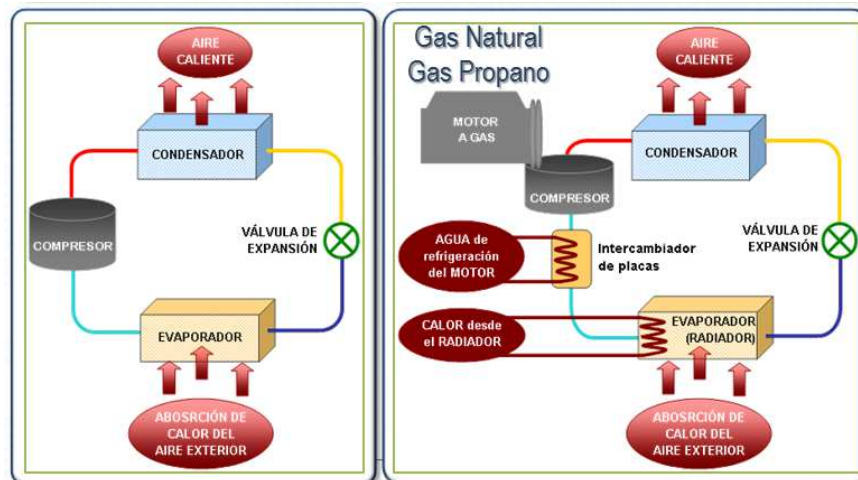 AIRE
CALIENTE
CONDENSADOR
COMPRESOR
VÁLVULA DE
EXPANSIÓN
EVAPORADOR
ABOSRCIÓN DE
CALOR DEL
AIRE EXTERIOR
Gas Natural
Gas Propano
AIRE
CALIENTE
MOTOR
A GAS
CONDENSADOR
COMPRESOR
AGUA de
refrigeración
del MOTOR
Intercambiador
de placas
VÁLVULA DE
EXPANSIÓN
CALOR desde
el RADIADOR
EVAPORADOR
(RADIADOR)
ABOSRCIÓN DE
CALOR DEL
AIRE EXTERIOR